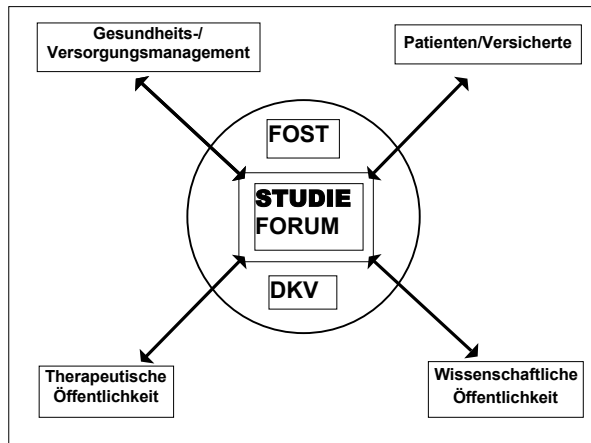 Gesundheits-/
Versorgungsmanagement
Patienten/Versicherte
FOST
STUDIE
FORUM
DKV
Therapeutische
Öffentlichkeit
Wissenschaftliche
Öffentlichkeit